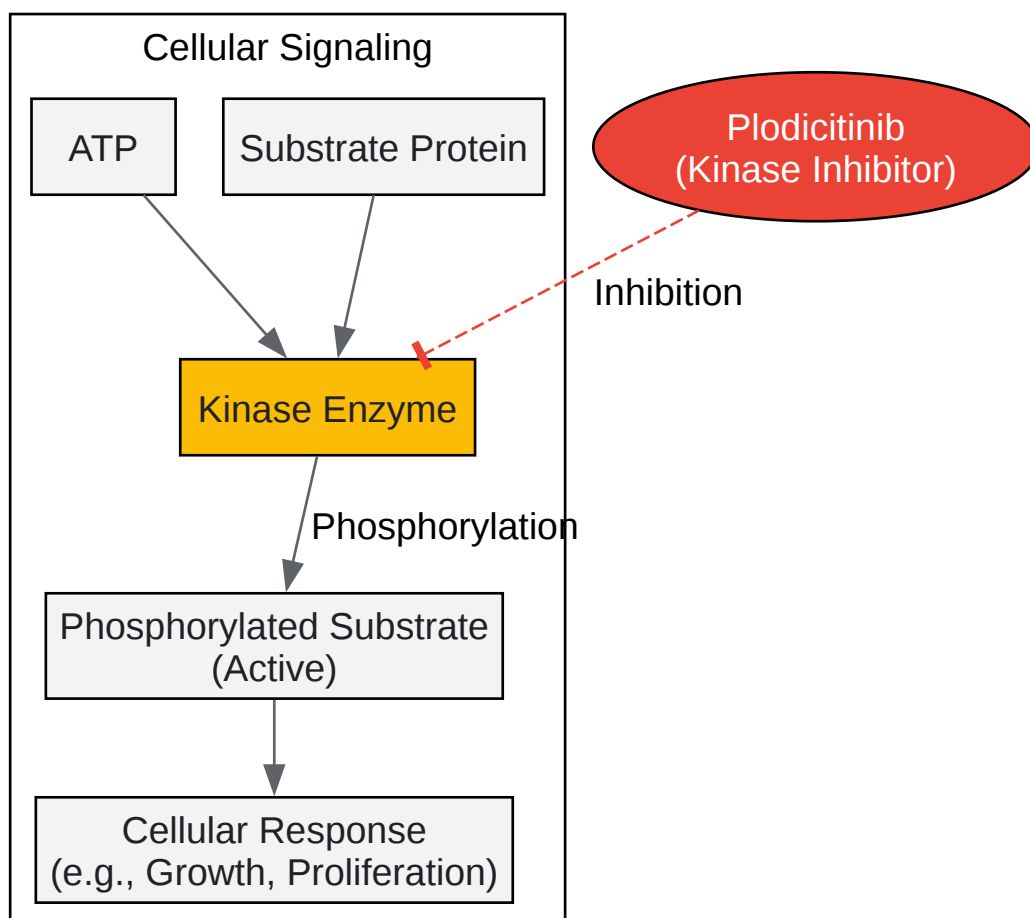 Cellular Signaling
ATP
Substrate Protein
Plodicitinib
(Kinase Inhibitor)
Inhibition
Kinase Enzyme
Phosphorylation
Phosphorylated Substrate
(Active)
Cellular Response
(e.g., Growth, Proliferation)